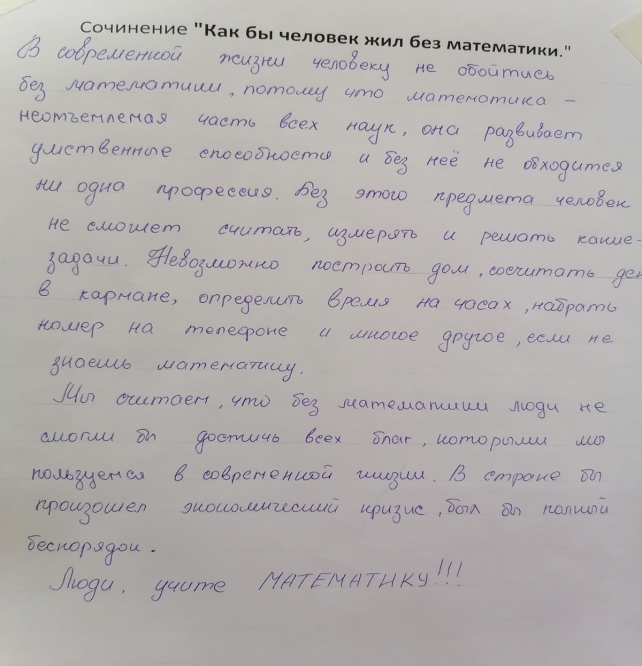 Сочинение "Как бы человек жил без математики."
В современной жизни человеку не обойтись
без математики, потому что математика –
неотъемлемая часть всех наук, она развивает
умственные способности и без неё не обходится
ни одна профессия. Без этого предмета человек
не сможет считать, измерять и решать какие-
задачи. Невозможно построить дом, сосчитать ден
в кармане, определить время на часах, набрать
номер на телефоне и многое другое, если не
знаешь математику.
Мы считаем, что без математики люди не
смогли бы достичь всех благ, которыми мы
пользуемся в современной жизни. В стране бы
произошел экономический кризис, был бы полный
беспорядок.
Люди, учите МАТЕМАТИКУ!!!